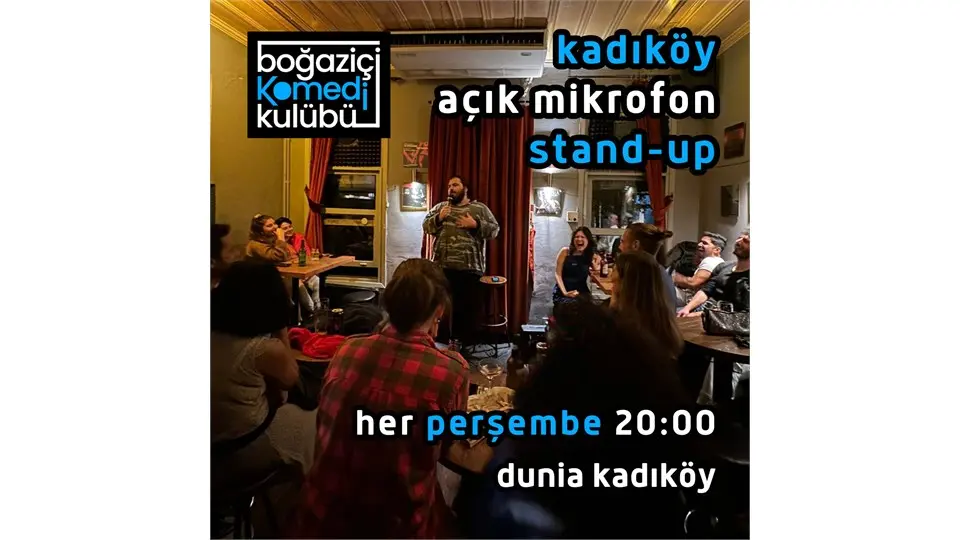 boğaziçi
Komedi
kulübü
kadıköy
açık mikrofon
stand-up
her perşembe 20:00
dunia kadıköy